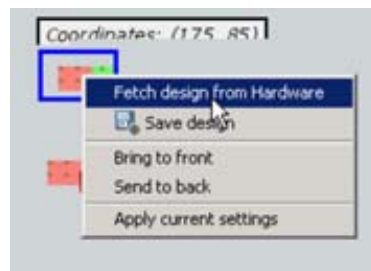 Coordinates: (175, 85)
Fetch design from Hardware
Save design
Bring to front
Send to back
Apply current settings